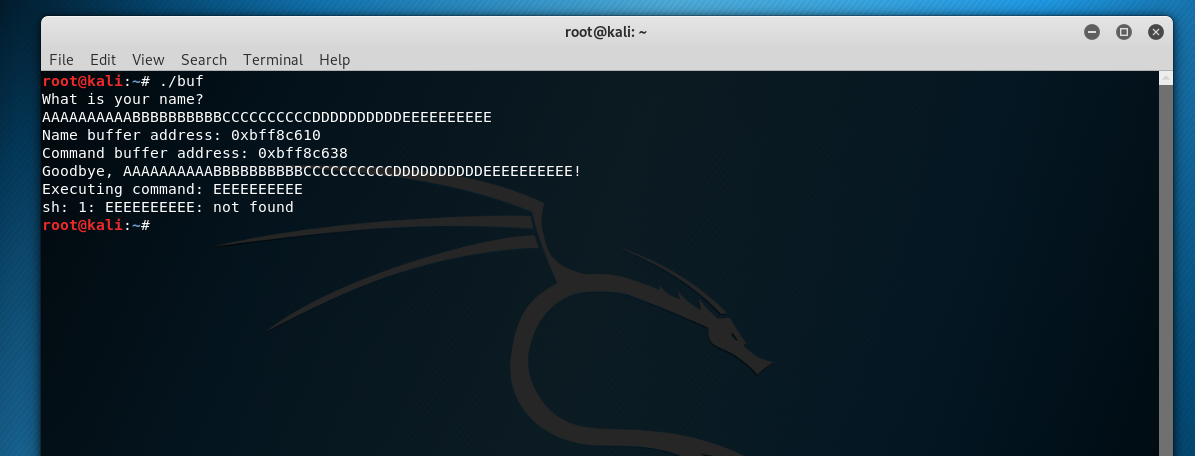 root@kali: ~
File Edit View Search Terminal Help
root@kali:~# ./buf
What is your name?
AAAAAAAAAABBBBBBBBBBCCCCCCCCCCDDDDDDDDDDEEEEEEEEEE
Name buffer address: 0xbff8c610
Command buffer address: 0xbff8c638
Goodbye, AAAAAAAAAABBBBBBBBBBCCCCCCCCCCDDDDDDDDDDEEEEEEEEEE!
Executing command: EEEEEEEEEE
sh: 1: EEEEEEEEEE: not found
root@kali:~#